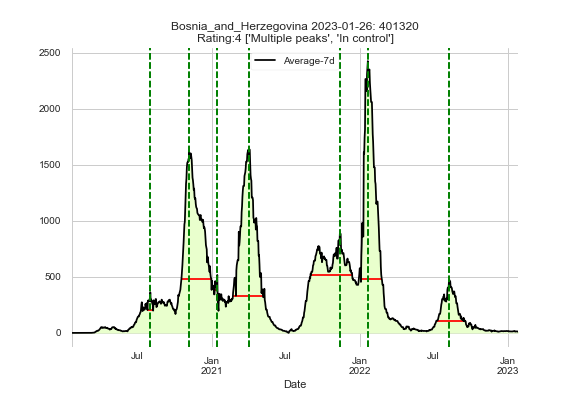 Bosnia_and_Herzegovina 2023-01-26: 401320
Rating:4 ['Multiple peaks', 'In control']
Average-7d
2500
2000
1500
1000
500
0
Jul
Jan
2021
Jul
Jan
2022
Jul
Jan
2023
Date